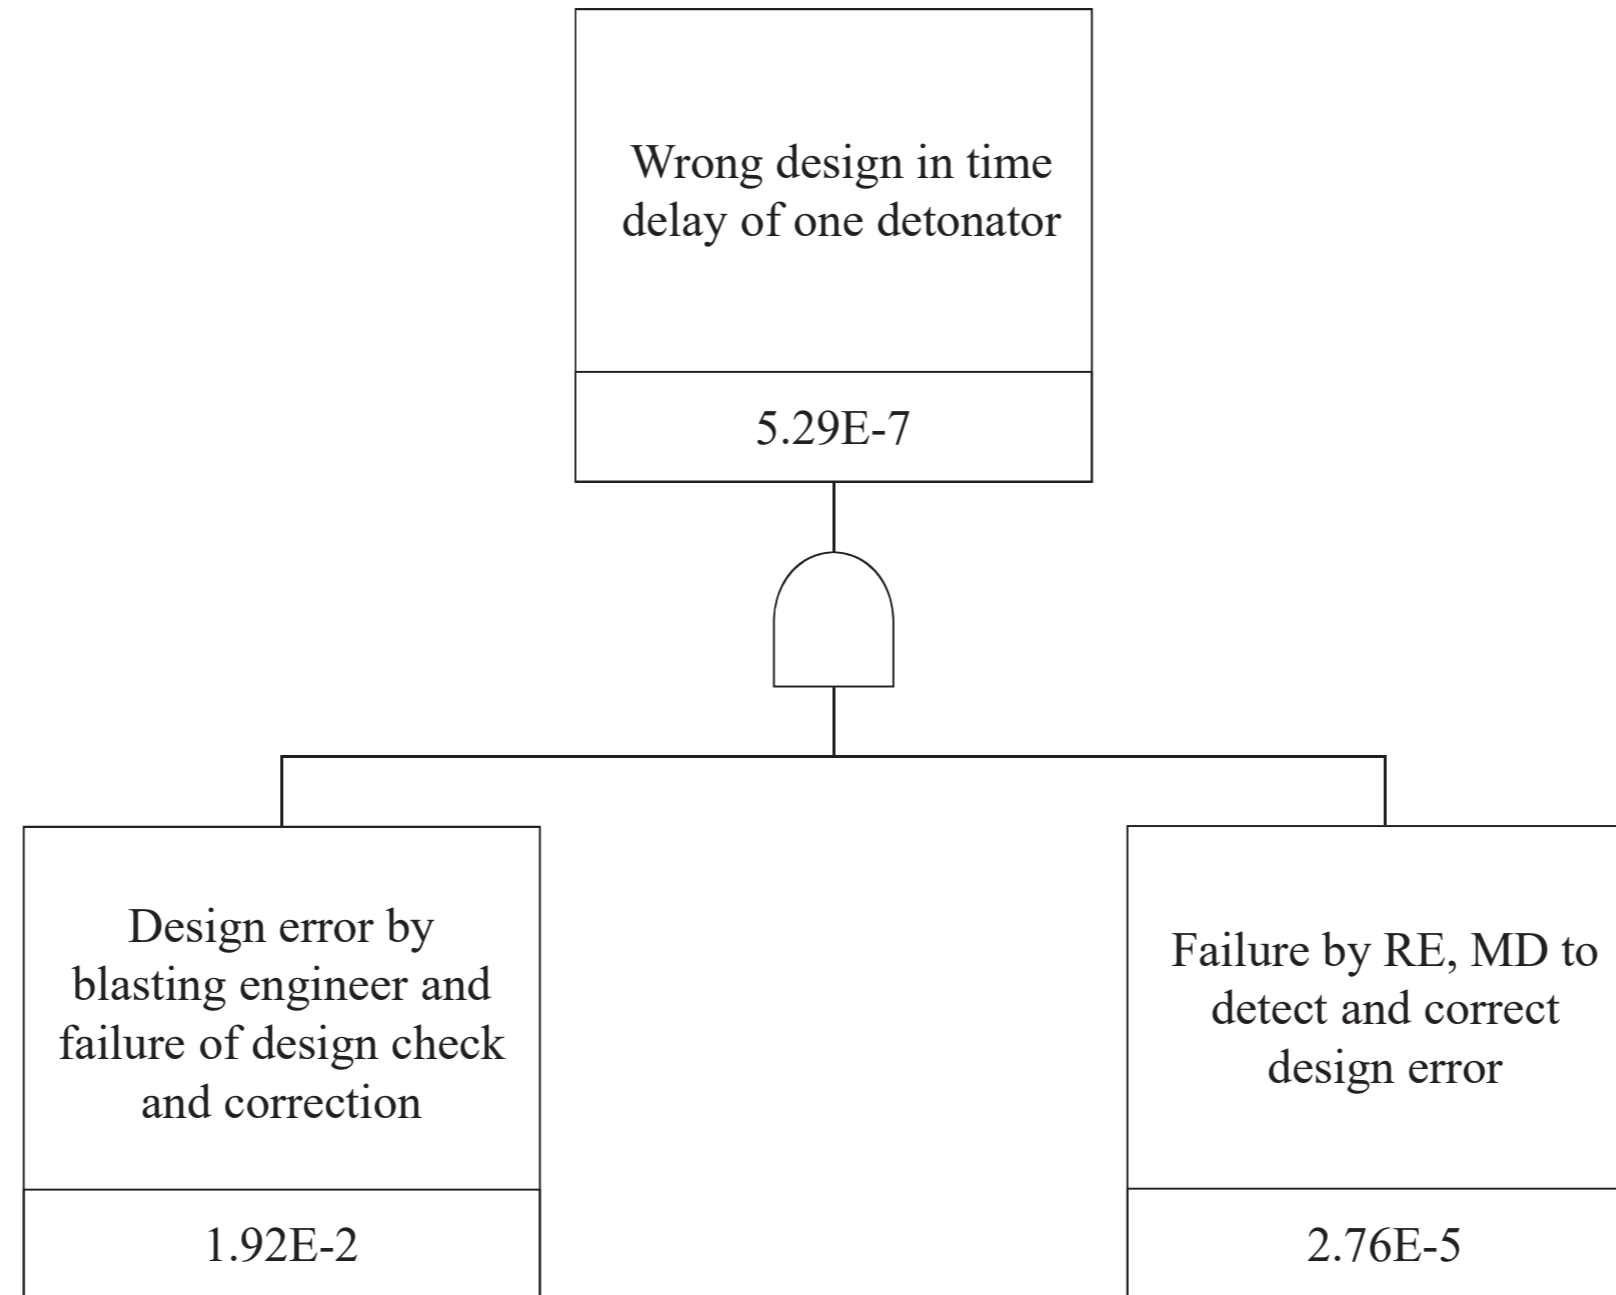 Wrong design in time
delay of one detonator
5.29E-7
Design error by
blasting engineer and
failure of design check
and correction
1.92E-2
Failure by RE, MD to
detect and correct
design error
2.76E-5